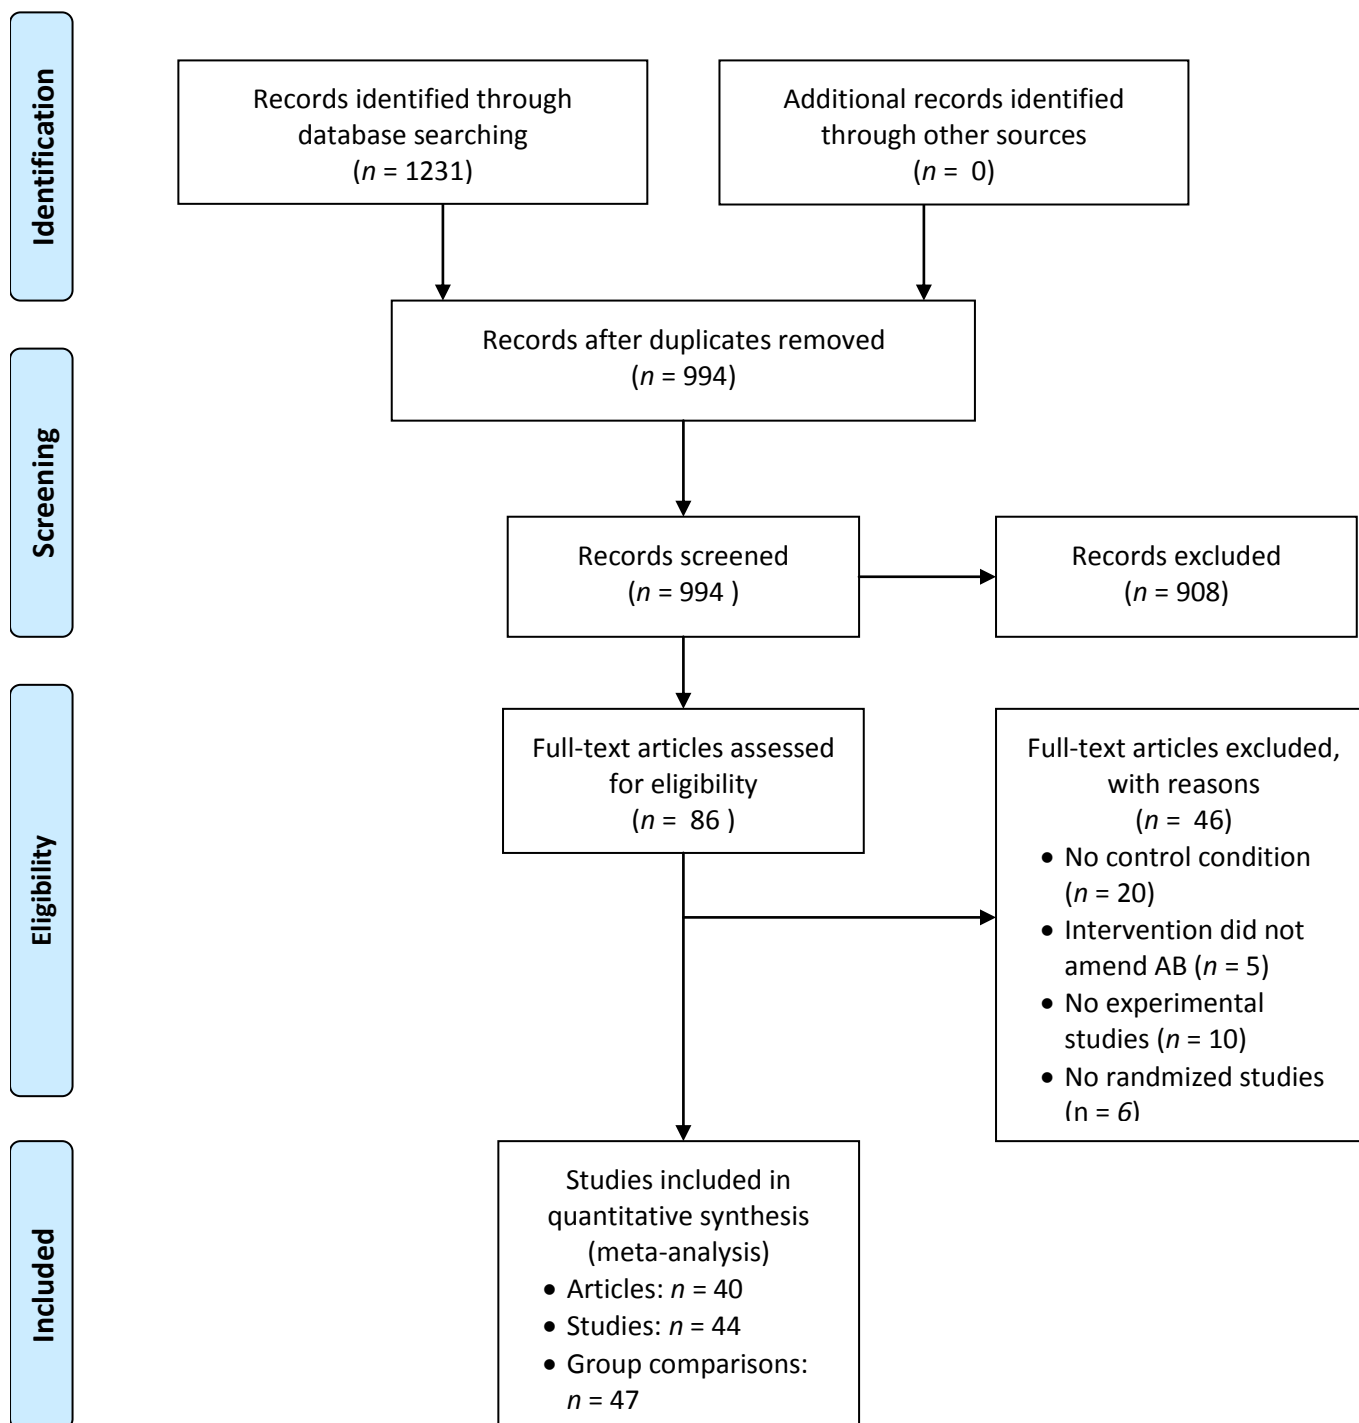 Identification
Records identified through
database searching
(n = 1231)
Additional records identified
through other sources
(n =  0)
Records after duplicates removed
(n = 994)
Screening
Records screened
(n = 994 )
Records excluded
(n = 908)
Eligibility
Full-text articles assessed
for eligibility
(n =  86 )
Full-text articles excluded,
with reasons
(n =  46)
• No control condition
(n = 20)
• Intervention did not
amend AB (n = 5)
• No experimental
studies (n = 10)
• No randmized studies
(n = 6)
Included
Studies included in
quantitative synthesis
(meta-analysis)
• Articles: n = 40
• Studies: n = 44
• Group comparisons:
n = 47